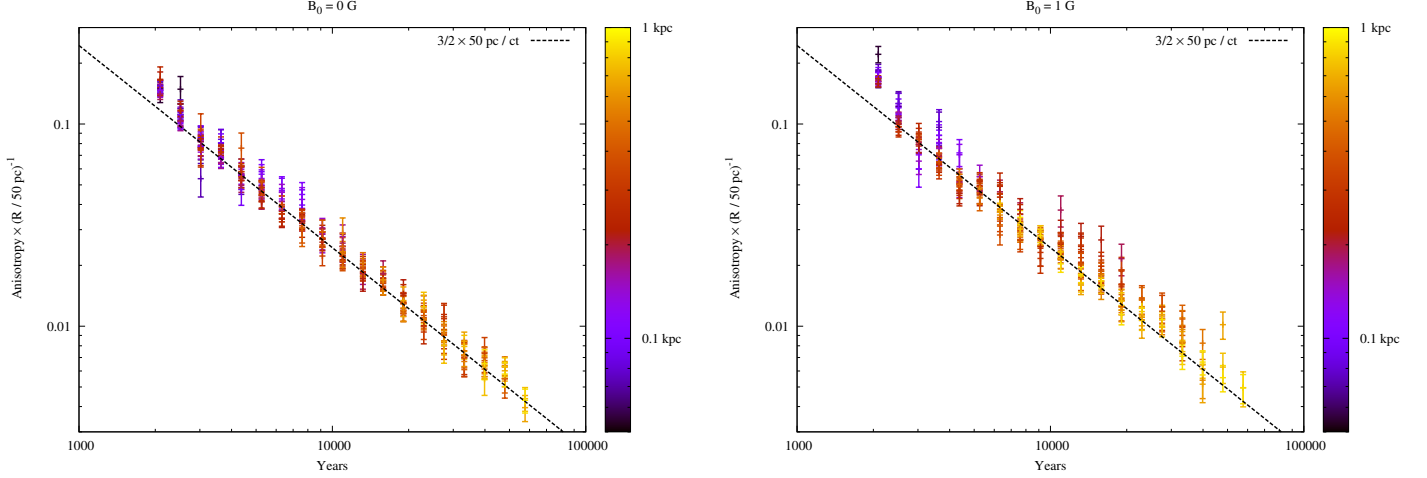 B₀ = 0 G
3/2 × 50 pc / ct
1 kpc
0.1 kpc
0.1
0.01
Anisotropy × (R / 50 pc)⁻¹
1000
10000
100000
Years
B₀ = 1 G
3/2 × 50 pc / ct
1 kpc
0.1 kpc
0.1
0.01
Anisotropy × (R / 50 pc)⁻¹
1000
10000
100000
Years